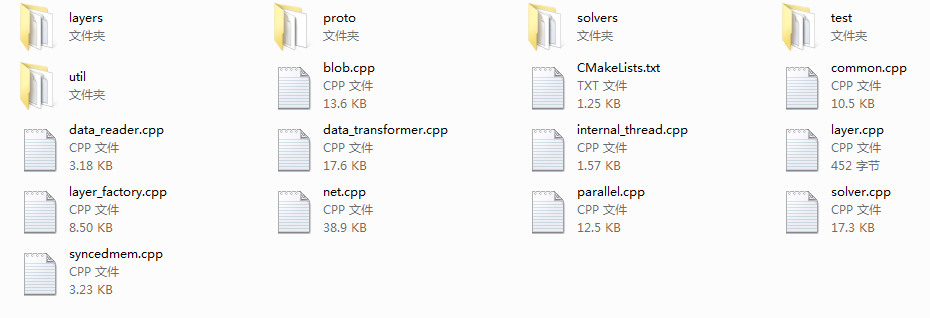 layers
文件夹
proto
文件夹
solvers
文件夹
test
文件夹
util
文件夹
blob.cpp
CPP 文件
13.6 KB
CMakeLists.txt
TXT 文件
1.25 KB
common.cpp
CPP 文件
10.5 KB
data_reader.cpp
CPP 文件
3.18 KB
data_transformer.cpp
CPP 文件
17.6 KB
internal_thread.cpp
CPP 文件
1.57 KB
layer.cpp
CPP 文件
452 字节
layer_factory.cpp
CPP 文件
8.50 KB
net.cpp
CPP 文件
38.9 KB
parallel.cpp
CPP 文件
12.5 KB
solver.cpp
CPP 文件
17.3 KB
syncedmem.cpp
CPP 文件
3.23 KB